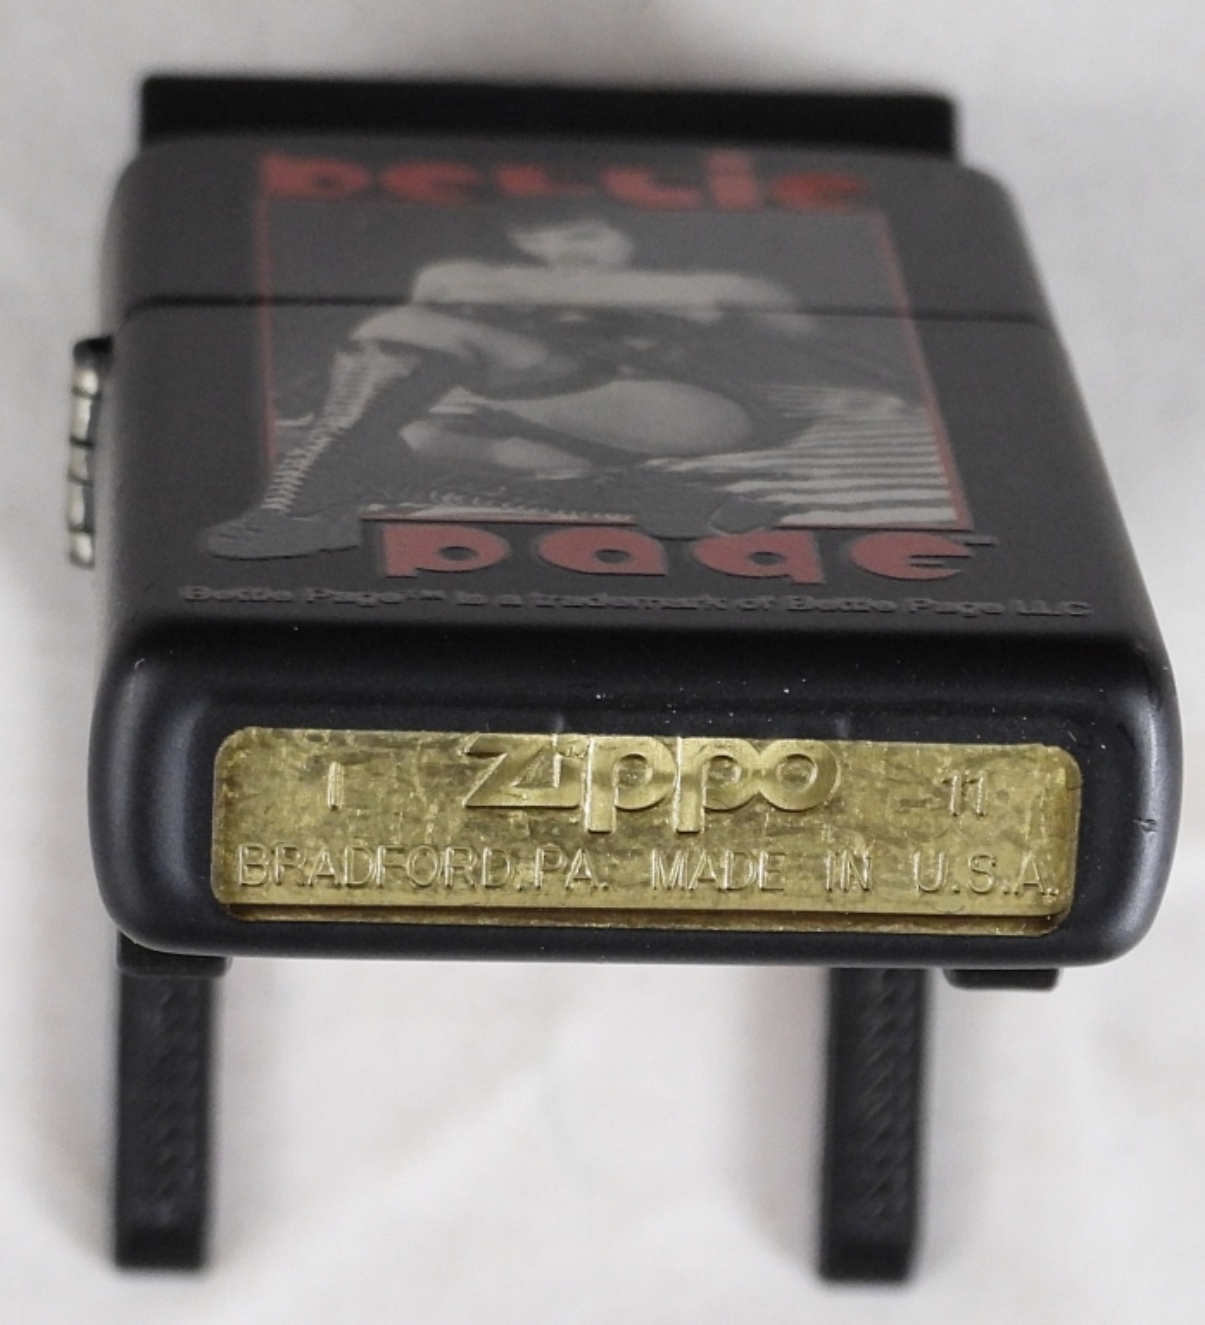 bettie
page
Bettie Page™ is a trademark of Bettie Page LLC
I Zippo 11
BRADFORD, PA. MADE IN U.S.A.